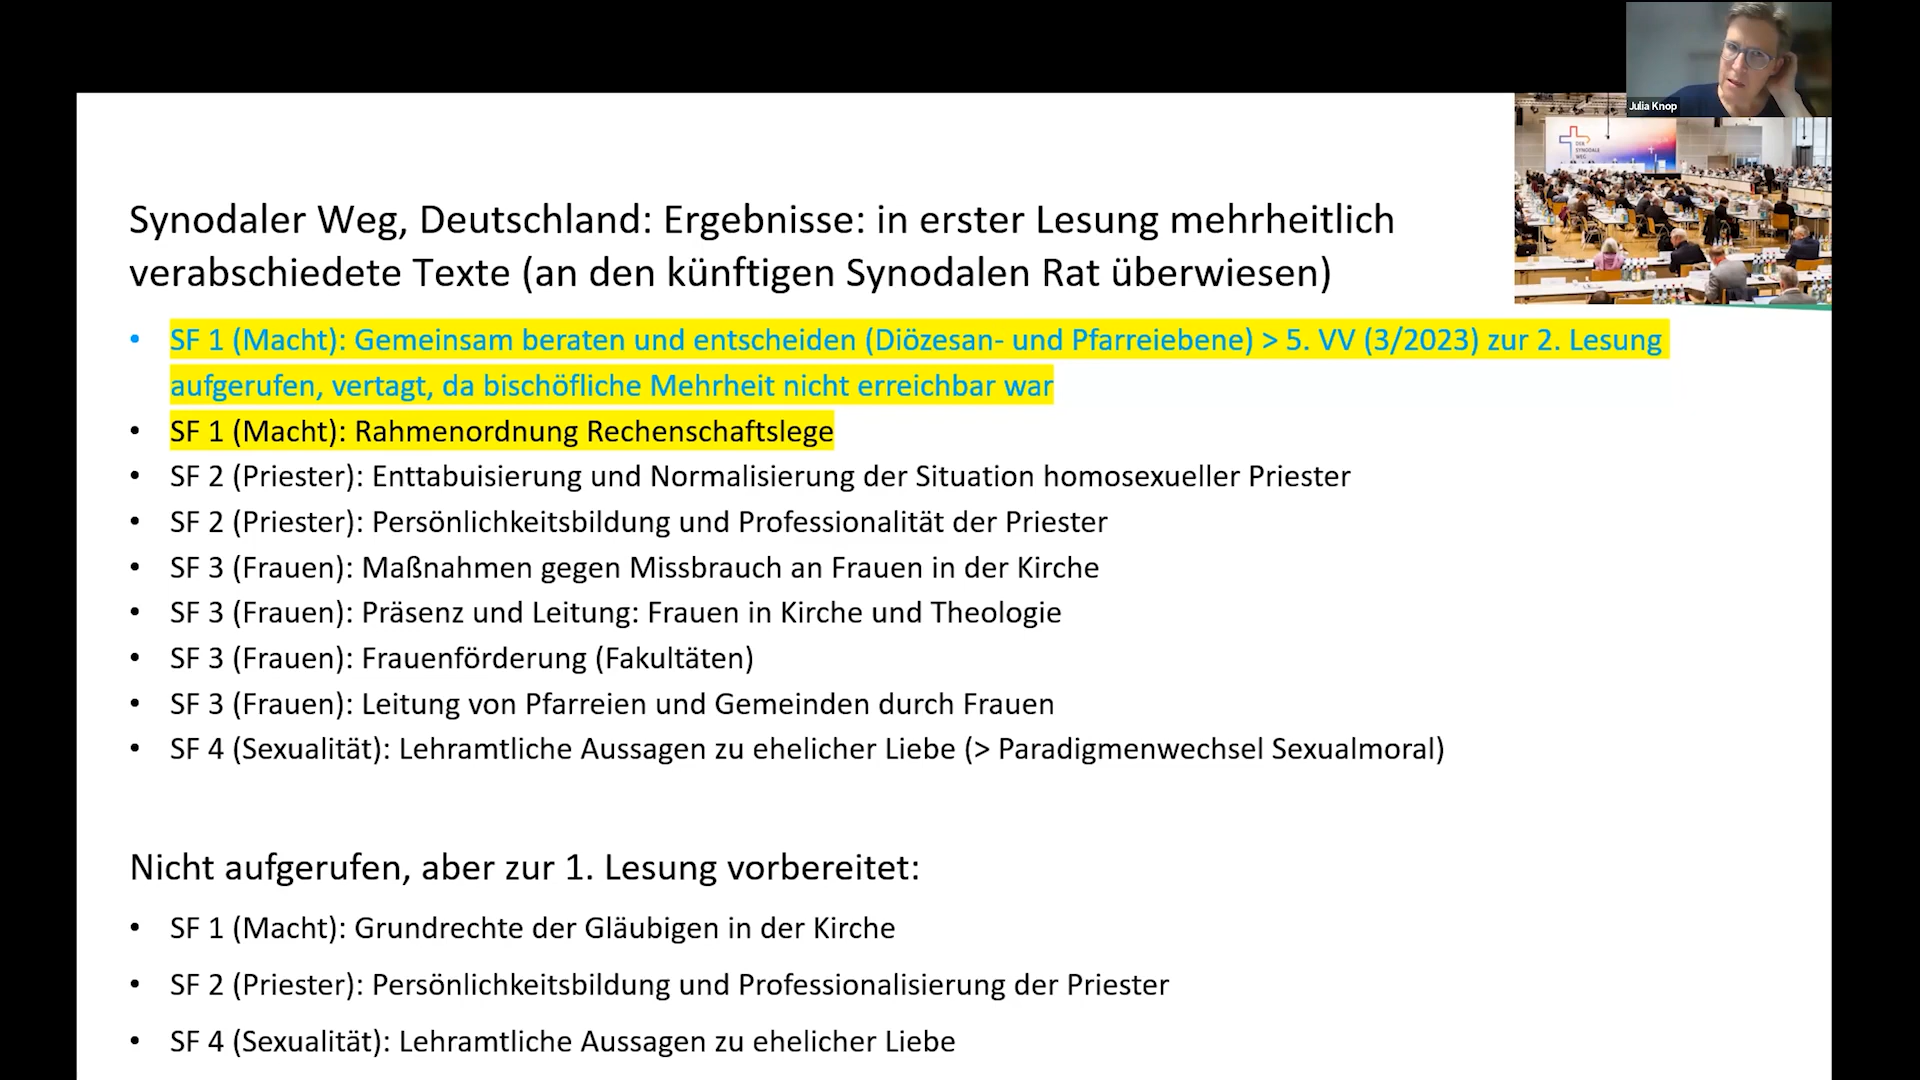 Julia Knop
DER
SYNODALE
WEG
Synodaler Weg, Deutschland: Ergebnisse: in erster Lesung mehrheitlich
verabschiedete Texte (an den künftigen Synodalen Rat überwiesen)
• SF 1 (Macht): Gemeinsam beraten und entscheiden (Diözesan- und Pfarreiebene) > 5. VV (3/2023) zur 2. Lesung
aufgerufen, vertagt, da bischöfliche Mehrheit nicht erreichbar war
• SF 1 (Macht): Rahmenordnung Rechenschaftslege
• SF 2 (Priester): Enttabuisierung und Normalisierung der Situation homosexueller Priester
• SF 2 (Priester): Persönlichkeitsbildung und Professionalität der Priester
• SF 3 (Frauen): Maßnahmen gegen Missbrauch an Frauen in der Kirche
• SF 3 (Frauen): Präsenz und Leitung: Frauen in Kirche und Theologie
• SF 3 (Frauen): Frauenförderung (Fakultäten)
• SF 3 (Frauen): Leitung von Pfarreien und Gemeinden durch Frauen
• SF 4 (Sexualität): Lehramtliche Aussagen zu ehelicher Liebe (> Paradigmenwechsel Sexualmoral)
Nicht aufgerufen, aber zur 1. Lesung vorbereitet:
• SF 1 (Macht): Grundrechte der Gläubigen in der Kirche
• SF 2 (Priester): Persönlichkeitsbildung und Professionalisierung der Priester
• SF 4 (Sexualität): Lehramtliche Aussagen zu ehelicher Liebe